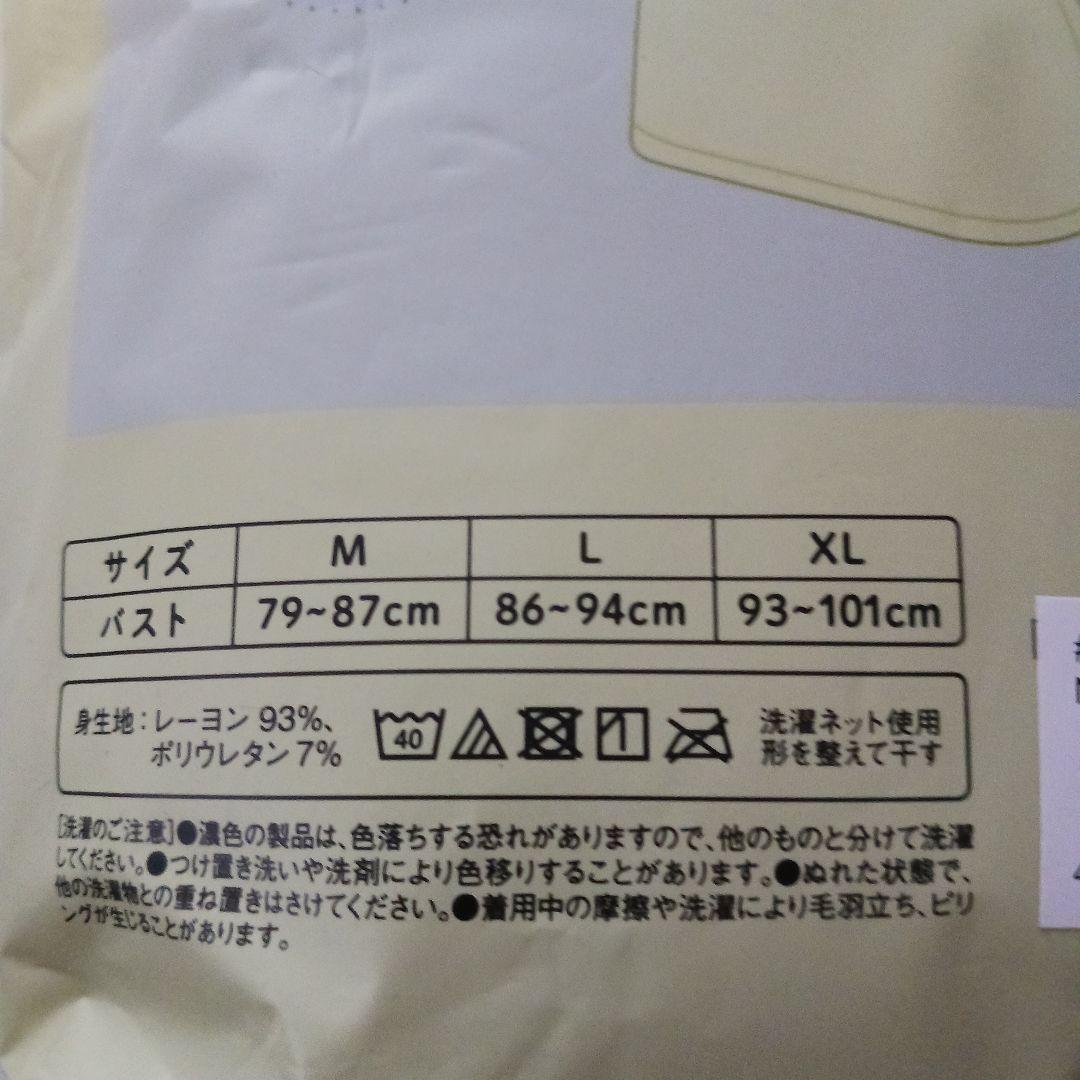 サイズ M L XL
バスト 79~87cm 86~94cm 93~101cm
身生地：レーヨン 93%、
ポリウレタン 7%
40
洗濯ネット使用
形を整えて干す
[洗濯のご注意]●濃色の製品は、色落ちする恐れがありますので、他のものと分けて洗濯
してください。●つけ置き洗いや洗剤により色移りすることがあります。●ぬれた状態で、
他の洗濯物との重ね置きはさけてください。●着用中の摩擦や洗濯により毛羽立ち、ピリ
ングが生じることがあります。